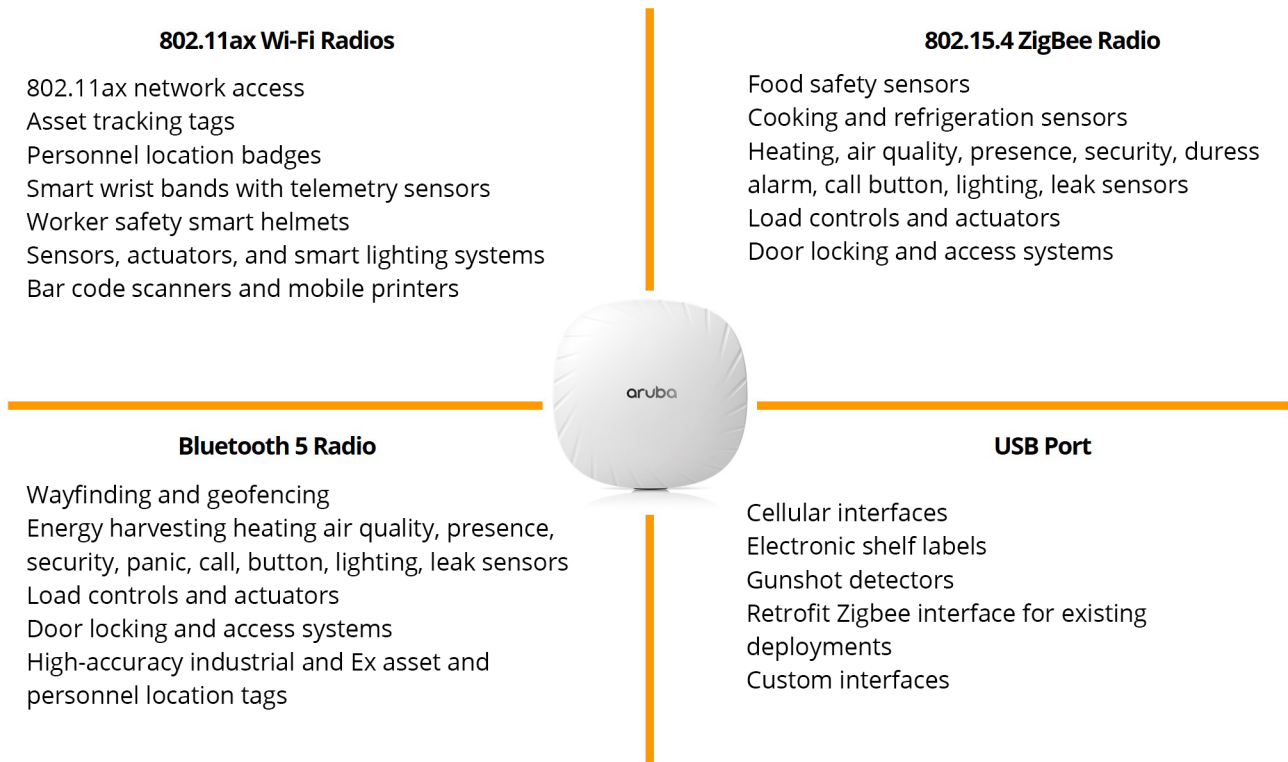 802.11ax Wi-Fi Radios
802.11ax network access
Asset tracking tags
Personnel location badges
Smart wrist bands with telemetry sensors
Worker safety smart helmets
Sensors, actuators, and smart lighting systems
Bar code scanners and mobile printers
802.15.4 ZigBee Radio
Food safety sensors
Cooking and refrigeration sensors
Heating, air quality, presence, security, duress
alarm, call button, lighting, leak sensors
Load controls and actuators
Door locking and access systems
aruba
Bluetooth 5 Radio
Wayfinding and geofencing
Energy harvesting heating air quality, presence,
security, panic, call, button, lighting, leak sensors
Load controls and actuators
Door locking and access systems
High-accuracy industrial and Ex asset and
personnel location tags
USB Port
Cellular interfaces
Electronic shelf labels
Gunshot detectors
Retrofit Zigbee interface for existing
deployments
Custom interfaces